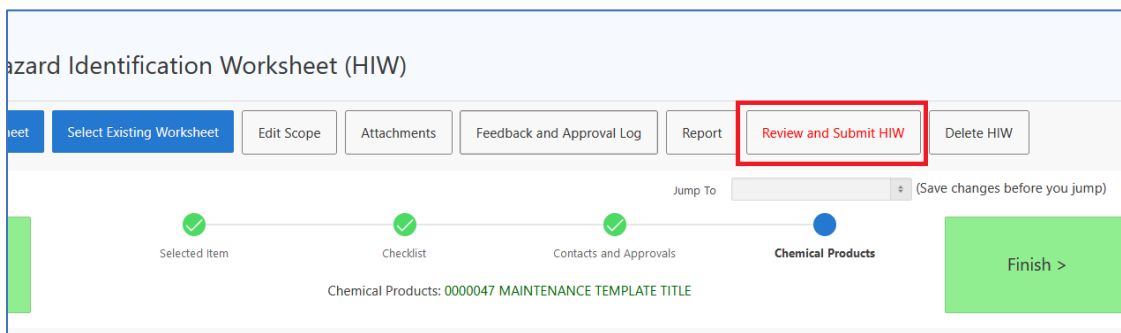 azard Identification Worksheet (HIW)
neet Select Existing Worksheet Edit Scope Attachments Feedback and Approval Log Report Review and Submit HIW Delete HIW
Jump To (Save changes before you jump)
Selected Item Checklist Contacts and Approvals Chemical Products
Finish >
Chemical Products: 0000047 MAINTENANCE TEMPLATE TITLE